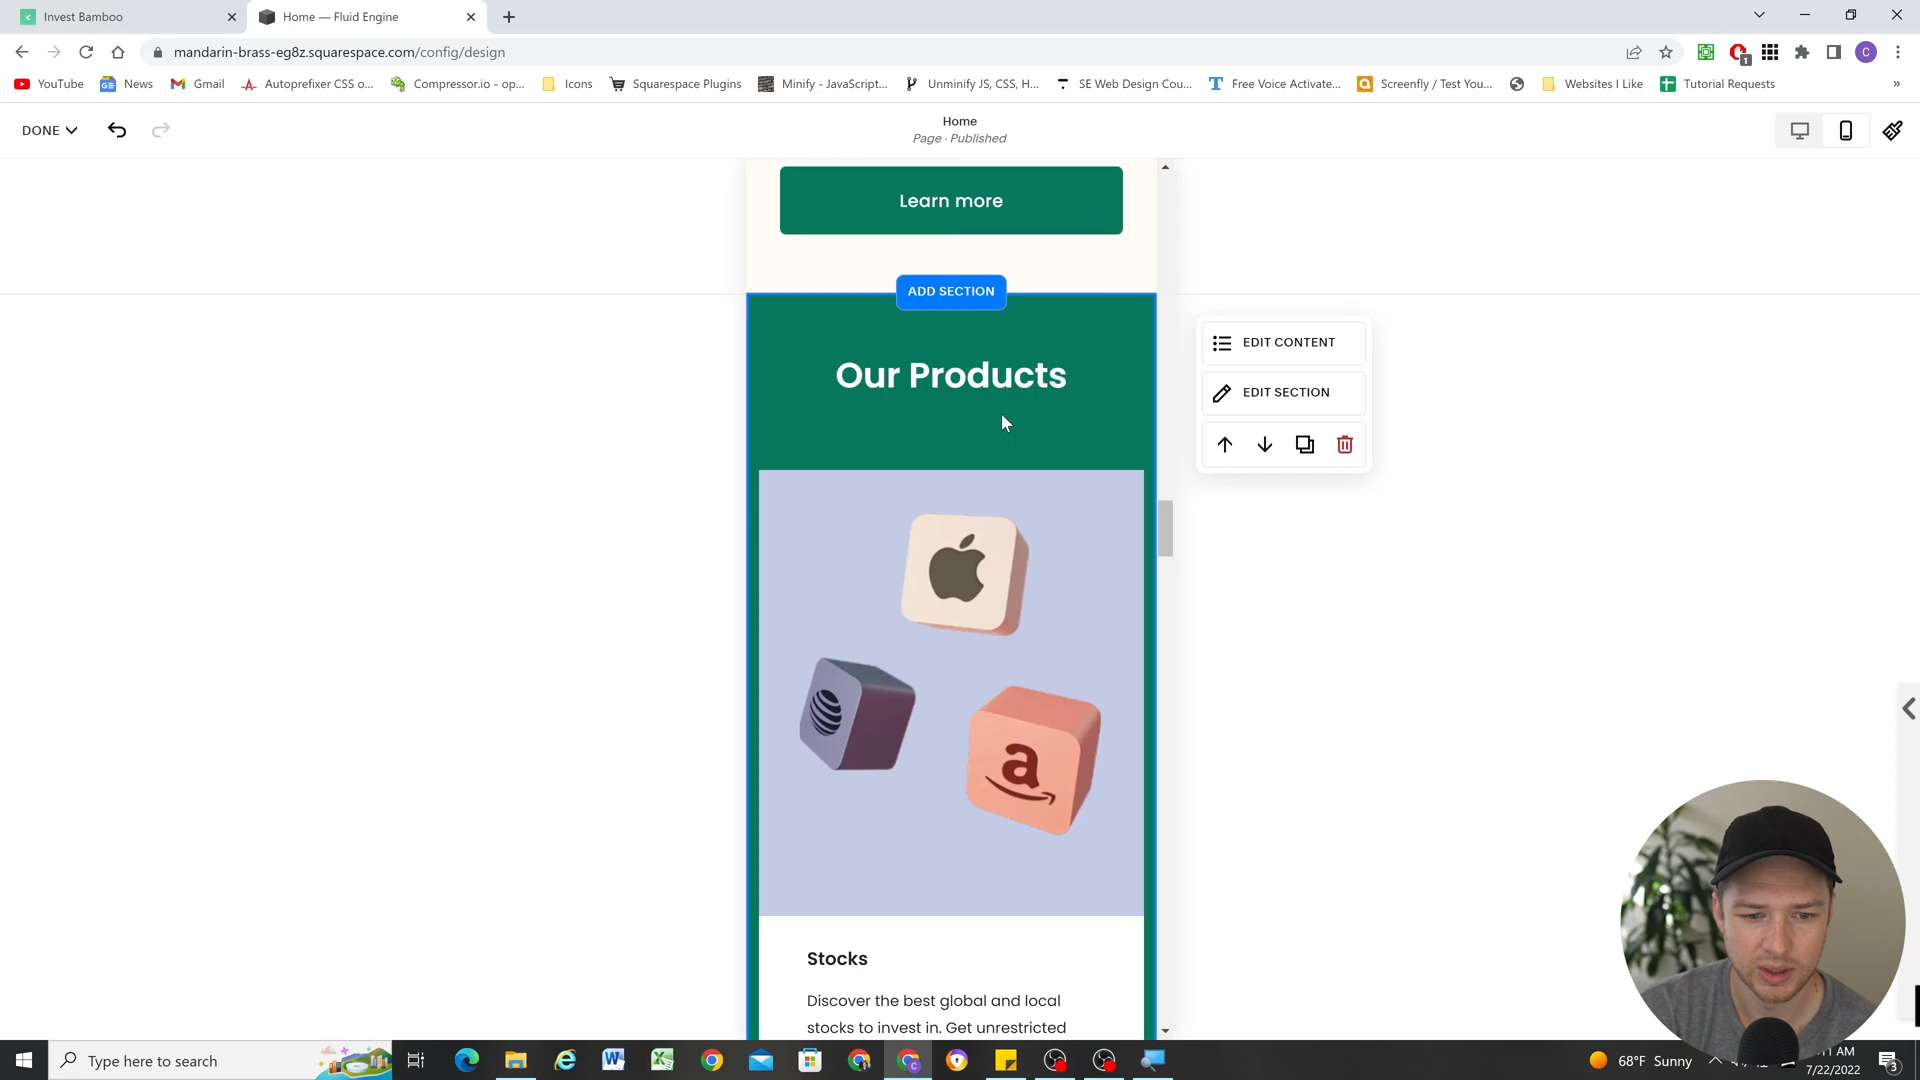 Invest Bamboo
Home — Fluid Engine
mandarin-brass-eg8z.squarespace.com/config/design
YouTube
News
Gmail
Autoprefixer CSS o...
Compressor.io - op...
Icons
Squarespace Plugins
Minify - JavaScript...
Unminify JS, CSS, H...
SE Web Design Cou...
Free Voice Activate...
Screenfly / Test You...
Websites I Like
Tutorial Requests
DONE
Home
Page · Published
Learn more
ADD SECTION
Our Products
EDIT CONTENT
EDIT SECTION
a
Stocks
Discover the best global and local
stocks to invest in. Get unrestricted
Type here to search
68°F Sunny
11 AM
7/22/2022
3